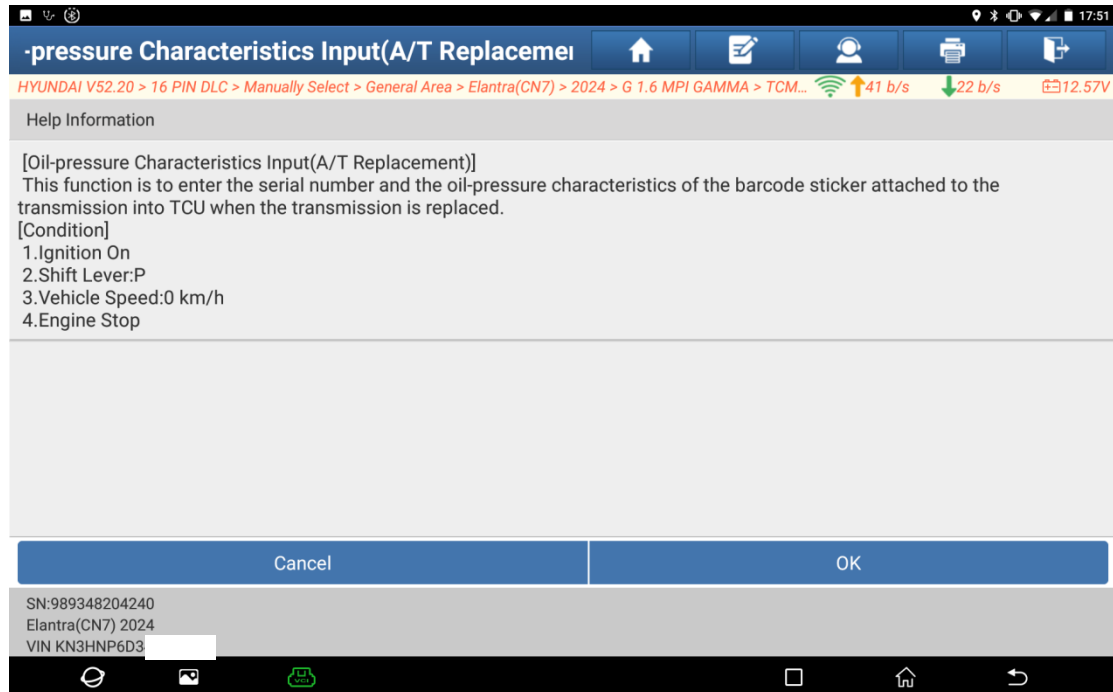 17:51
-pressure Characteristics Input(A/T Replacemen
HYUNDAI V52.20 > 16 PIN DLC > Manually Select > General Area > Elantra(CN7) > 2024 > G 1.6 MPI GAMMA > TCM... 41 b/s 22 b/s 12.57V
Help Information
[Oil-pressure Characteristics Input(A/T Replacement)]
This function is to enter the serial number and the oil-pressure characteristics of the barcode sticker attached to the
transmission into TCU when the transmission is replaced.
[Condition]
1.Ignition On
2.Shift Lever:P
3.Vehicle Speed:0 km/h
4.Engine Stop
Cancel OK
SN:989348204240
Elantra(CN7) 2024
VIN KN3HNP6D3
VCI